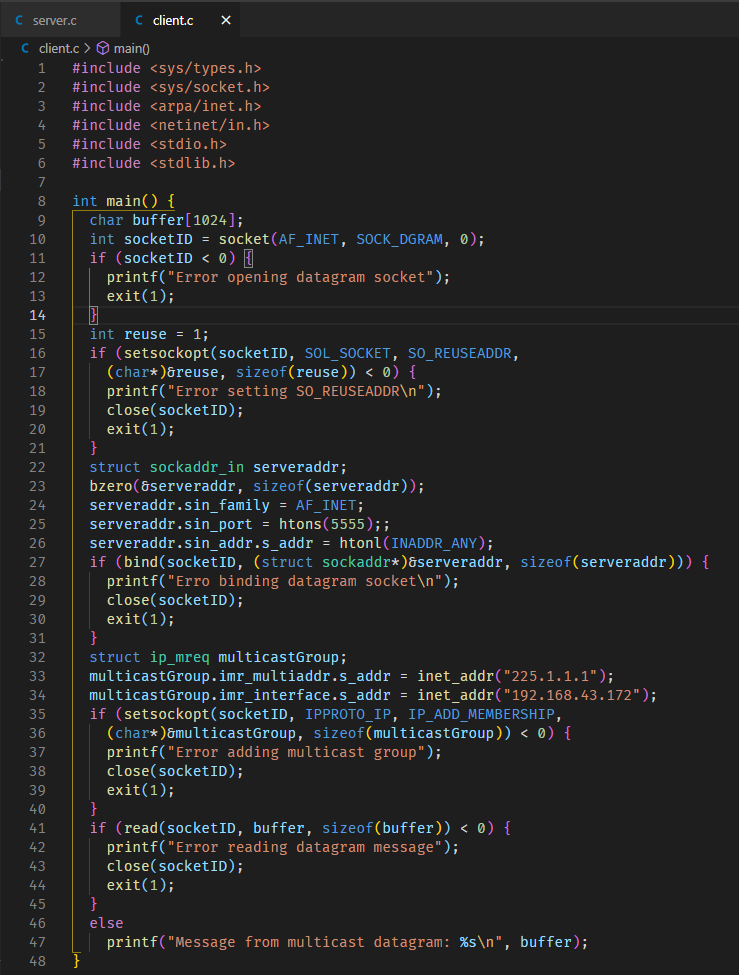 C server.c C client.c ×
C client.c > main()
1 #include <sys/types.h>
2 #include <sys/socket.h>
3 #include <arpa/inet.h>
4 #include <netinet/in.h>
5 #include <stdio.h>
6 #include <stdlib.h>
7
8 int main() {
9   char buffer[1024];
10   int socketID = socket(AF_INET, SOCK_DGRAM, 0);
11   if (socketID < 0) {
12     printf("Error opening datagram socket");
13     exit(1);
14   }
15   int reuse = 1;
16   if (setsockopt(socketID, SOL_SOCKET, SO_REUSEADDR,
17     (char*)&reuse, sizeof(reuse)) < 0) {
18     printf("Error setting SO_REUSEADDR\n");
19     close(socketID);
20     exit(1);
21   }
22   struct sockaddr_in serveraddr;
23   bzero(&serveraddr, sizeof(serveraddr));
24   serveraddr.sin_family = AF_INET;
25   serveraddr.sin_port = htons(5555);;
26   serveraddr.sin_addr.s_addr = htonl(INADDR_ANY);
27   if (bind(socketID, (struct sockaddr*)&serveraddr, sizeof(serveraddr))) {
28     printf("Erro binding datagram socket\n");
29     close(socketID);
30     exit(1);
31   }
32   struct ip_mreq multicastGroup;
33   multicastGroup.imr_multiaddr.s_addr = inet_addr("225.1.1.1");
34   multicastGroup.imr_interface.s_addr = inet_addr("192.168.43.172");
35   if (setsockopt(socketID, IPPROTO_IP, IP_ADD_MEMBERSHIP,
36     (char*)&multicastGroup, sizeof(multicastGroup)) < 0) {
37     printf("Error adding multicast group");
38     close(socketID);
39     exit(1);
40   }
41   if (read(socketID, buffer, sizeof(buffer)) < 0) {
42     printf("Error reading datagram message");
43     close(socketID);
44     exit(1);
45   }
46   else
47     printf("Message from multicast datagram: %s\n", buffer);
48 }